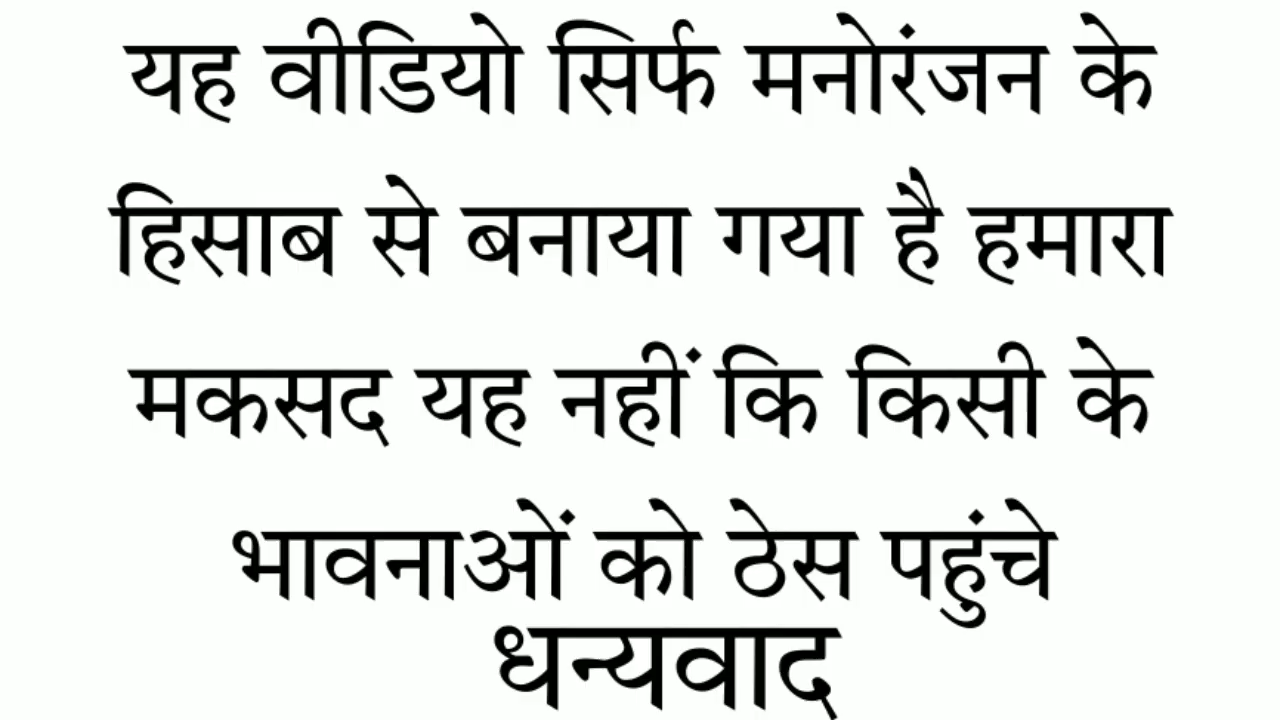 यह वीडियो सिर्फ मनोरंजन के
हिसाब से बनाया गया है हमारा
मकसद यह नहीं कि किसी के
भावनाओं को ठेस पहुंचे
धन्यवाद